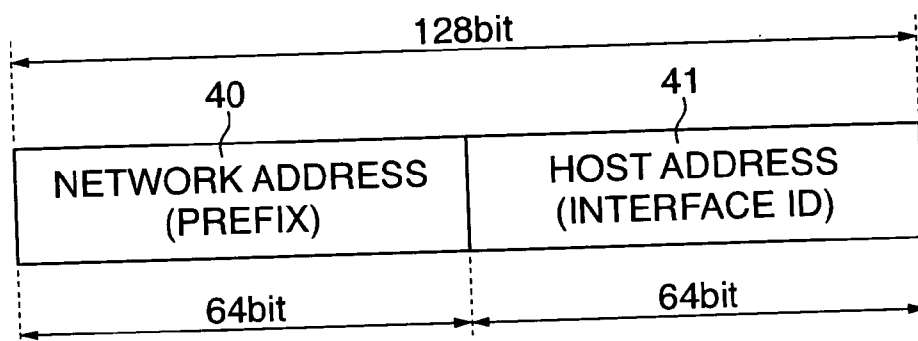 128bit
40
41
NETWORK ADDRESS
(PREFIX)
HOST ADDRESS
(INTERFACE ID)
64bit
64bit